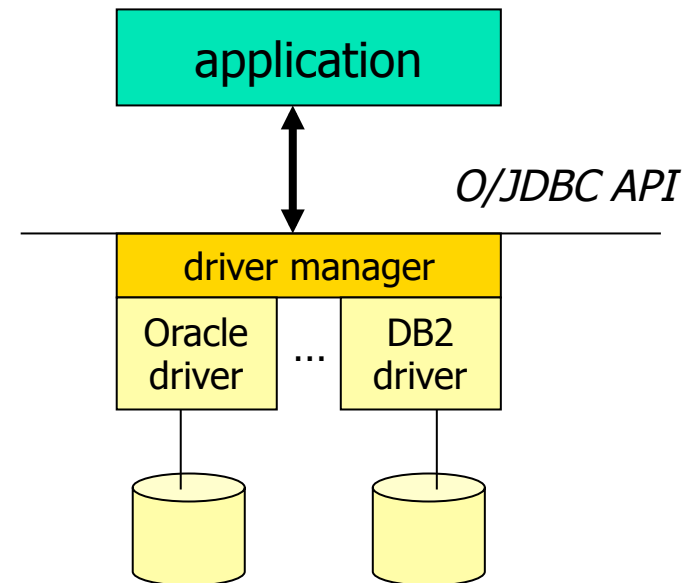 application
O/JDBC API
driver manager
Oracle
driver
...
DB2
driver